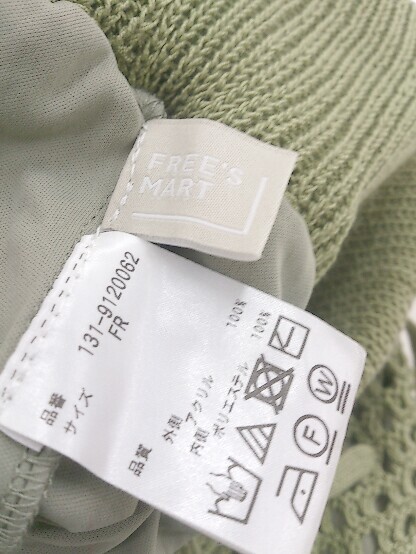 FREE'S
MART
品番 131-9120062
サイズ FR
品質 外側 アクリル 100%
内側 ポリエステル 100%
W
F